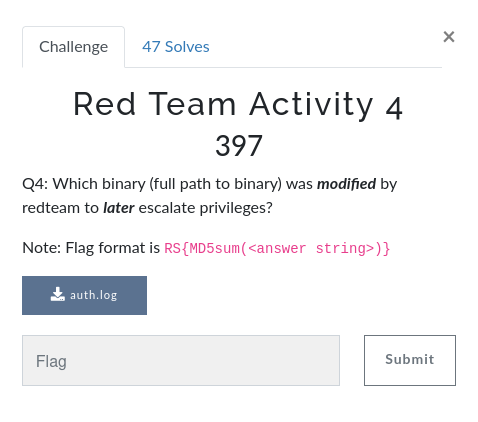 Challenge
47 Solves
×
Red Team Activity 4
397
Q4: Which binary (full path to binary) was modified by
redteam to later escalate privileges?
Note: Flag format is RS{MD5sum(<answer string>)}
auth.log
Flag
Submit